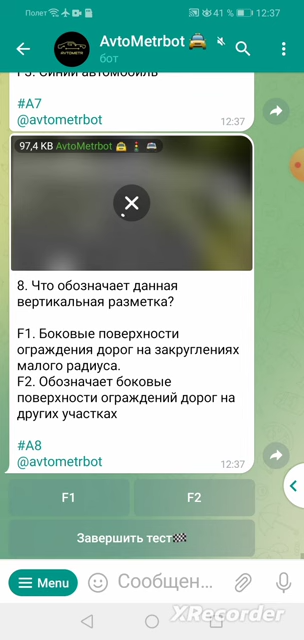 Полет 41 % 12:37
AvtoMetrbot
бот
F3. Синий автомобиль
#A7
@avtometrbot
12:37
97,4 KB AvtoMetrbot
8. Что обозначает данная
вертикальная разметка?
F1. Боковые поверхности
ограждения дорог на закруглениях
малого радиуса.
F2. Обозначает боковые
поверхности ограждений дорог на
других участках
#A8
@avtometrbot
12:37
F1 F2
Завершить тест
Menu Сообщен...
XRecorder